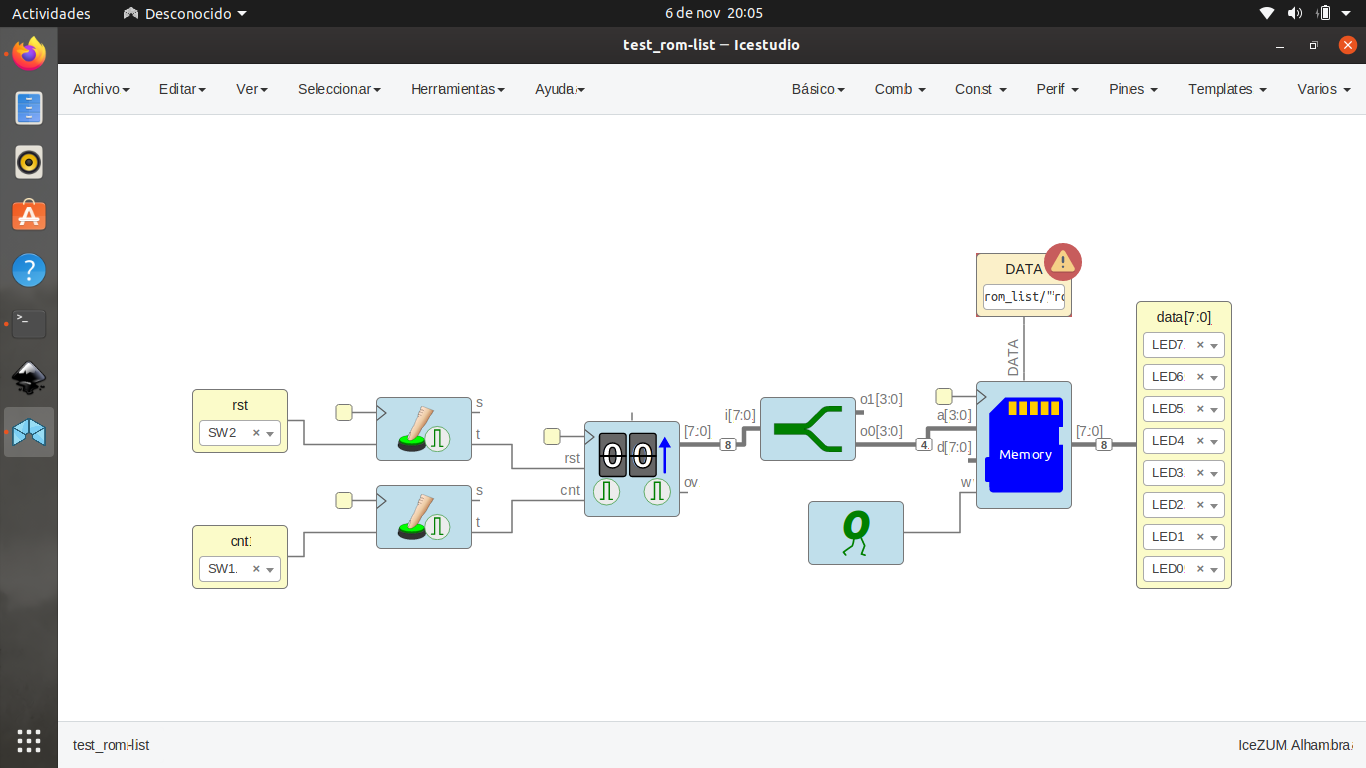 Actividades
Desconocido
6 de nov 20:05
test_rom-list – Icestudio
Archivo Editar Ver Seleccionar Herramientas Ayuda Básico Comb Const Perif Pines Templates Varios
DATA
rom_list/"
DATA
data[7:0]
LED7
LED6
LED5
LED4
LED3
LED2
LED1
LED0
rst
SW2
s
t
cnt
SW1
s
t
rst
cnt
00
[7:0]
8
ov
i[7:0]
o1[3:0]
o0[3:0]
4
a[3:0]
d[7:0]
w
Memory
[7:0]
8
0
test_rom-list
IceZUM Alhambra